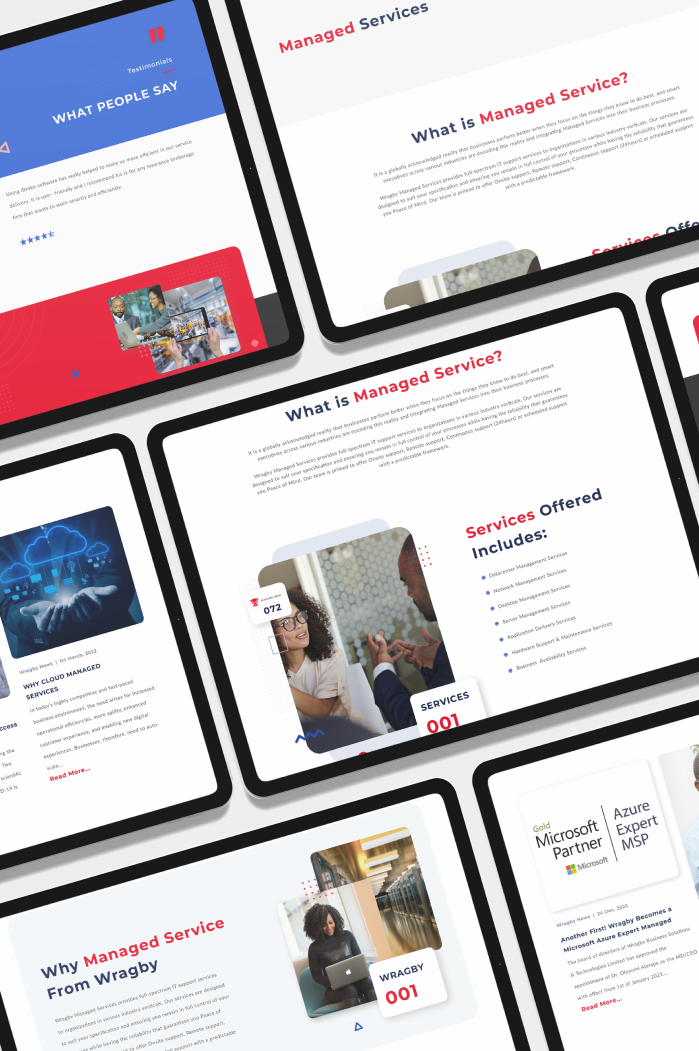 Testimonials
WHAT PEOPLE SAY
Using iBroke software has really helped to make us more efficient in our service
delivery. It is user- friendly and I recommend his is for any insurance brokerage
firm that wants to work smartly and efficiently.
Managed Services
What is Managed Service?
It is a globally acknowledged reality that businesses perform better when they focus on the things they know to do best, and smart
executives across various industries are decoding this reality and integrating Managed Services into their business processes.
Wragby Managed Services provides full-spectrum IT support services to organizations in various industry verticals. Our services are
designed to suit your specification and ensuring you remain in full control of your processes while having the reliability that guarantees
you Peace of Mind. Our team is primed to offer Onsite support, Remote support, Continuous support (24hours) or scheduled support
with a predictable framework.
Services Offe
What is Managed Service?
It is a globally acknowledged reality that businesses perform better when they focus on the things they know to do best, and smart
executives across various industries are decoding this reality and integrating Managed Services into their business processes.
Wragby Managed Services provides full-spectrum IT support services to organizations in various industry verticals. Our services are
designed to suit your specification and ensuring you remain in full control of your processes while having the reliability that guarantees
you Peace of Mind. Our team is primed to offer Onsite support, Remote support, Continuous support (24hours) or scheduled support
with a predictable framework.
072
SERVICES
001
Services Offered
Includes:
Datacenter Management Services
Network Management Services
Desktop Management Services
Server Management Services
Application Delivery Services
Hardware Support & Maintenance Services
Business Availability Services
Wragby News | 04 March, 2022
WHY CLOUD MANAGED
SERVICES
In today's highly competitive and fast-paced
business environment, the need arises for increased
operational efficiencies, more agility, enhanced
customer experience, and enabling new digital
experiences. Businesses, therefore, need to auto-
scale...
Read More...
ccess
ng the
Two
scientific
D-19 is
Why Managed Service
From Wragby
Wragby Managed Services provides full-spectrum IT support services
to organizations in various industry verticals. Our services are designed
to suit your specification and ensuring you remain in full control of your
while having the reliability that guarantees you Peace of
Onsite support, Remote support,
support with a predictable
WRAGBY
001
Gold
Microsoft
Partner
Microsoft
Azure
Expert
MSP
Wragby News | 20 Dec, 2021
Another First! Wragby Becomes a
Microsoft Azure Expert Managed
The board of directors of Wragby Business Solutions
& Technologies Limited has approved the
appointment of Dr. Oluyomi Alarape as the MD/CEO
with effect from 1st of January 2021....
Read More...